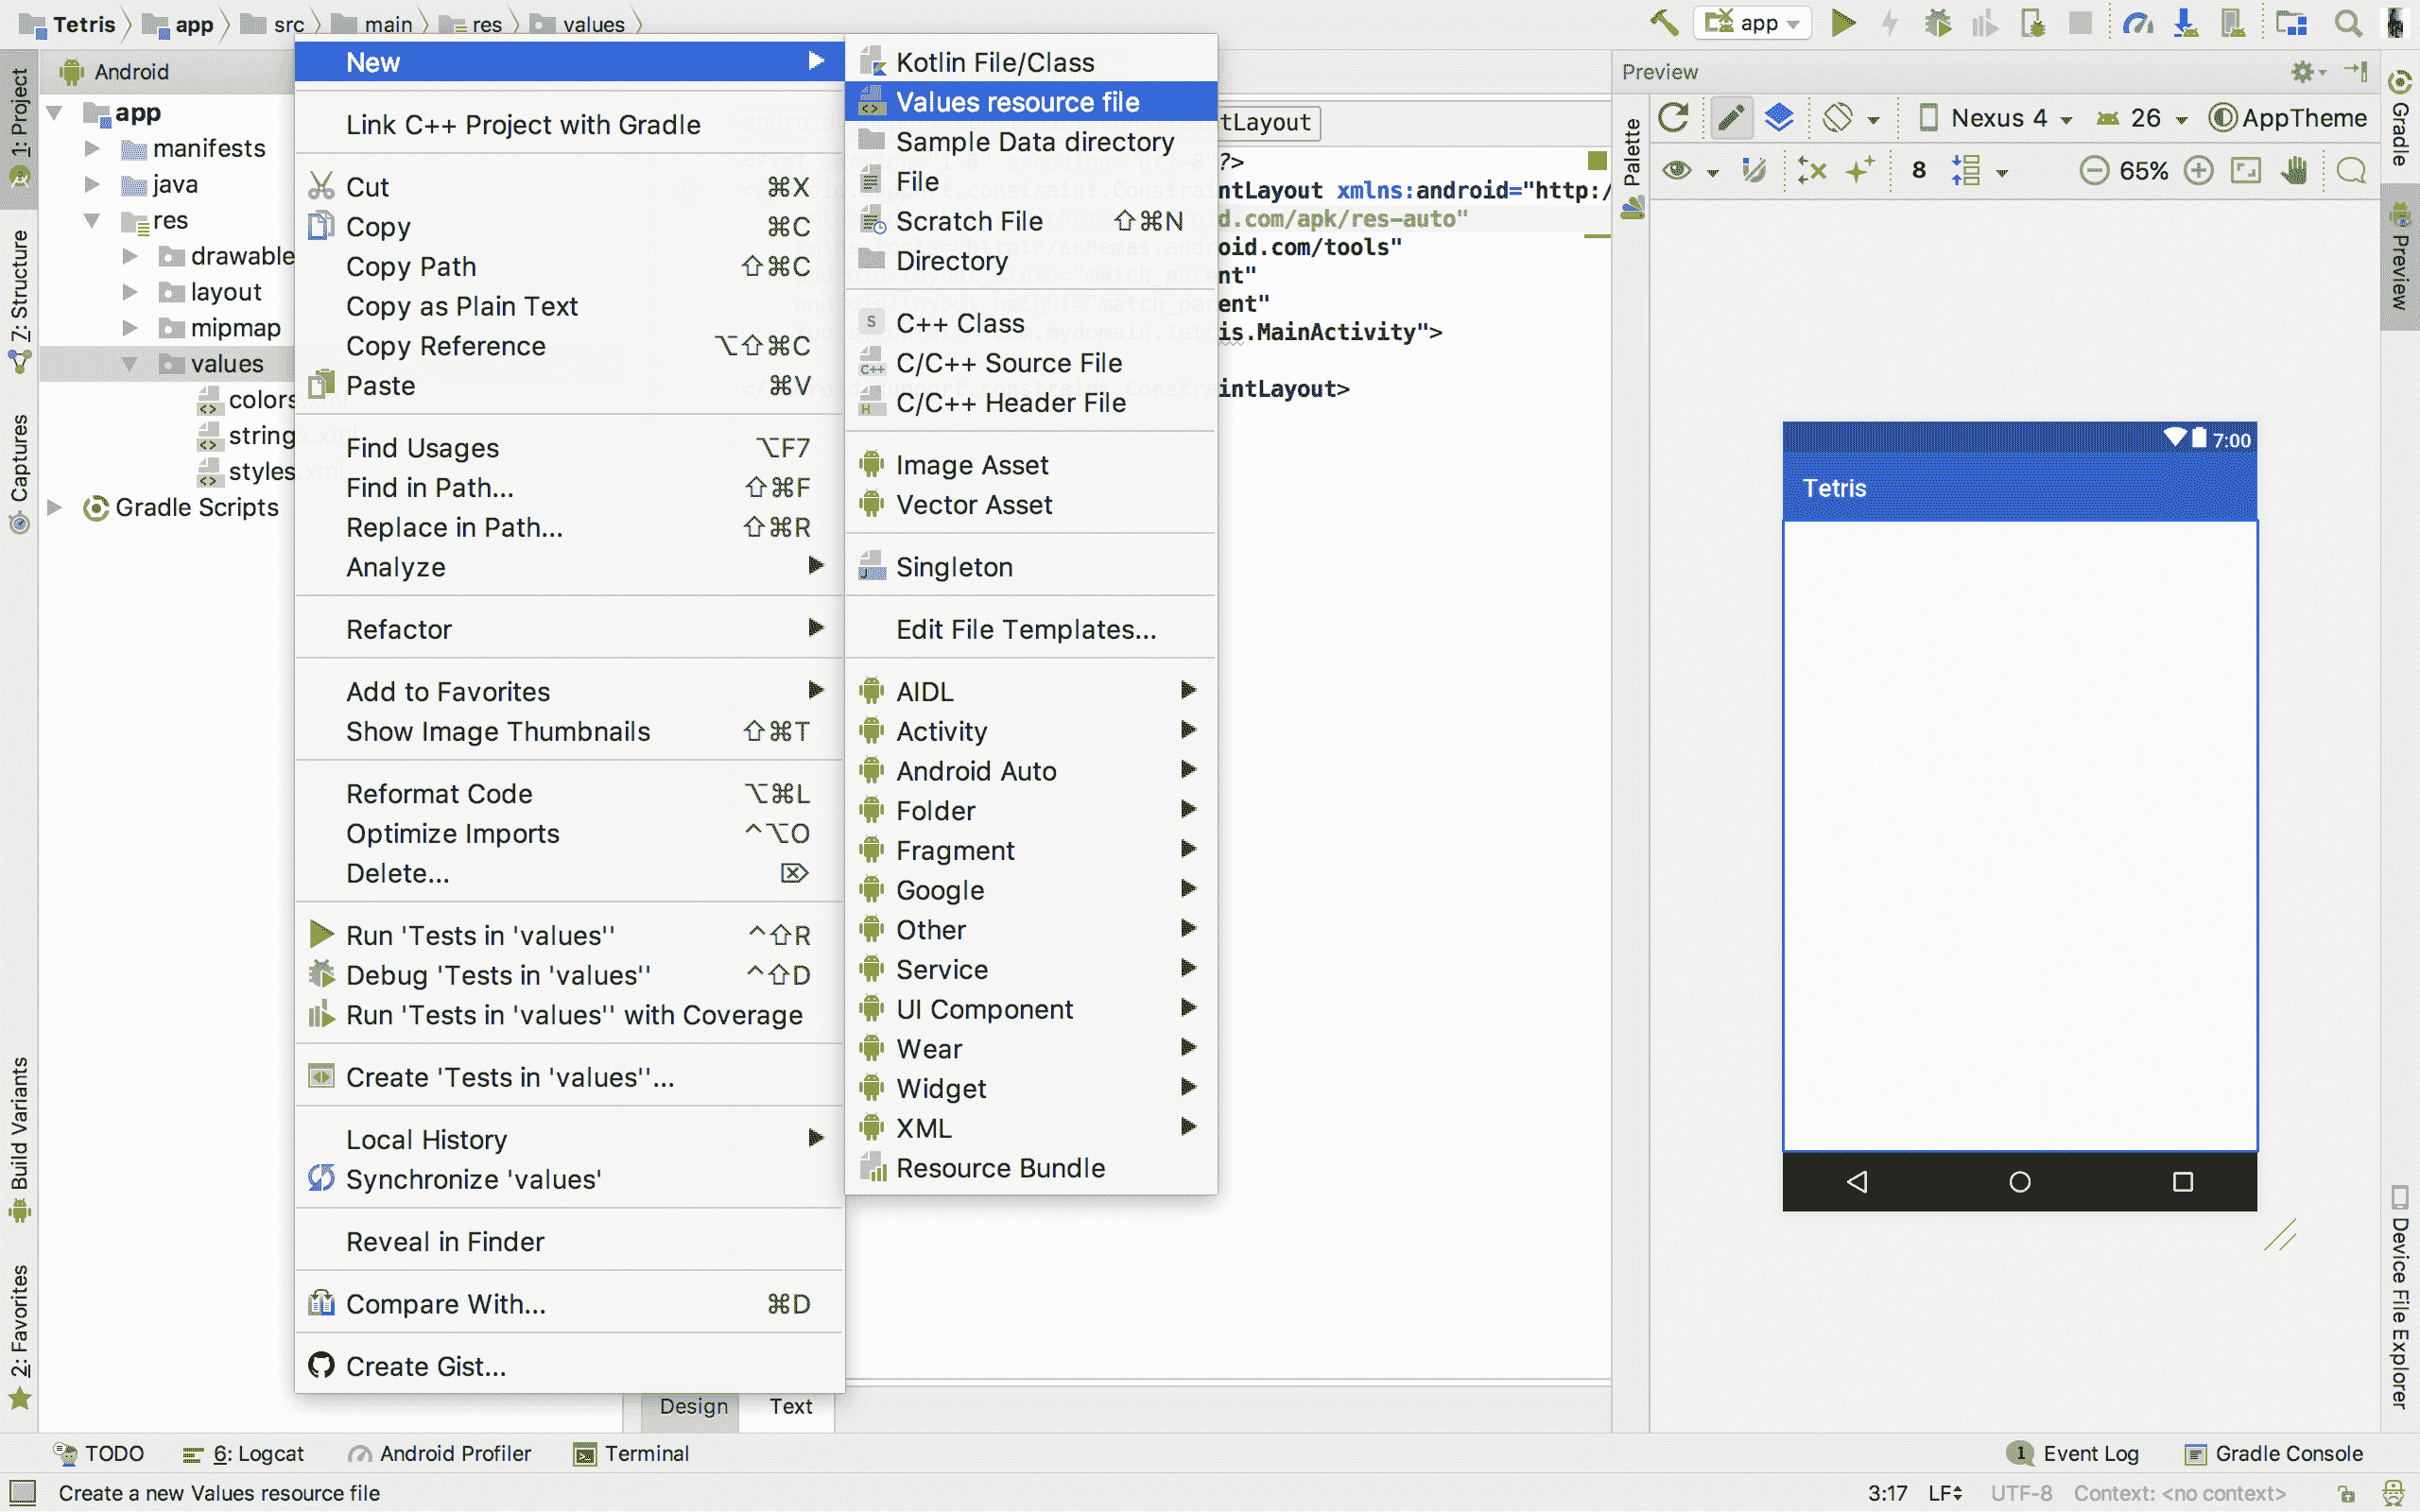 Tetris app src main res values
app
1: Project
Android
app
manifests
java
res
drawable
layout
mipmap
values
colors.xml
strings.xml
styles.xml
Gradle Scripts
Z: Structure
Captures
Build Variants
2: Favorites
New
Link C++ Project with Gradle
Cut ⌘X
Copy ⌘C
Copy Path ⇧⌘C
Copy as Plain Text
Copy Reference ⌥⇧⌘C
Paste ⌘V
Find Usages ⌥F7
Find in Path... ⇧⌘F
Replace in Path... ⇧⌘R
Analyze
Refactor
Add to Favorites
Show Image Thumbnails ⇧⌘T
Reformat Code ⌥⌘L
Optimize Imports ^⌥O
Delete... ⌦
Run 'Tests in 'values'' ^⇧R
Debug 'Tests in 'values'' ^⇧D
Run 'Tests in 'values'' with Coverage
Create 'Tests in 'values''...
Local History
Synchronize 'values'
Reveal in Finder
Compare With... ⌘D
Create Gist...
Kotlin File/Class
Values resource file
Sample Data directory
File
Scratch File ⇧⌘N
Directory
C++ Class
C/C++ Source File
C/C++ Header File
Image Asset
Vector Asset
Singleton
Edit File Templates...
AIDL
Activity
Android Auto
Folder
Fragment
Google
Other
Service
UI Component
Wear
Widget
XML
Resource Bundle
tLayout
?>
intLayout xmlns:android="http:/
d.com/apk/res-auto"
oid.com/tools"
nt"
ent"
is.MainActivity">
intLayout>
Design Text
Preview
Palette
Nexus 4 26 AppTheme
8 65%
7:00
Tetris
Gradle
Preview
Device File Explorer
TODO 6: Logcat Android Profiler Terminal
1 Event Log Gradle Console
Create a new Values resource file
3:17 LF UTF-8 Context: <no context>